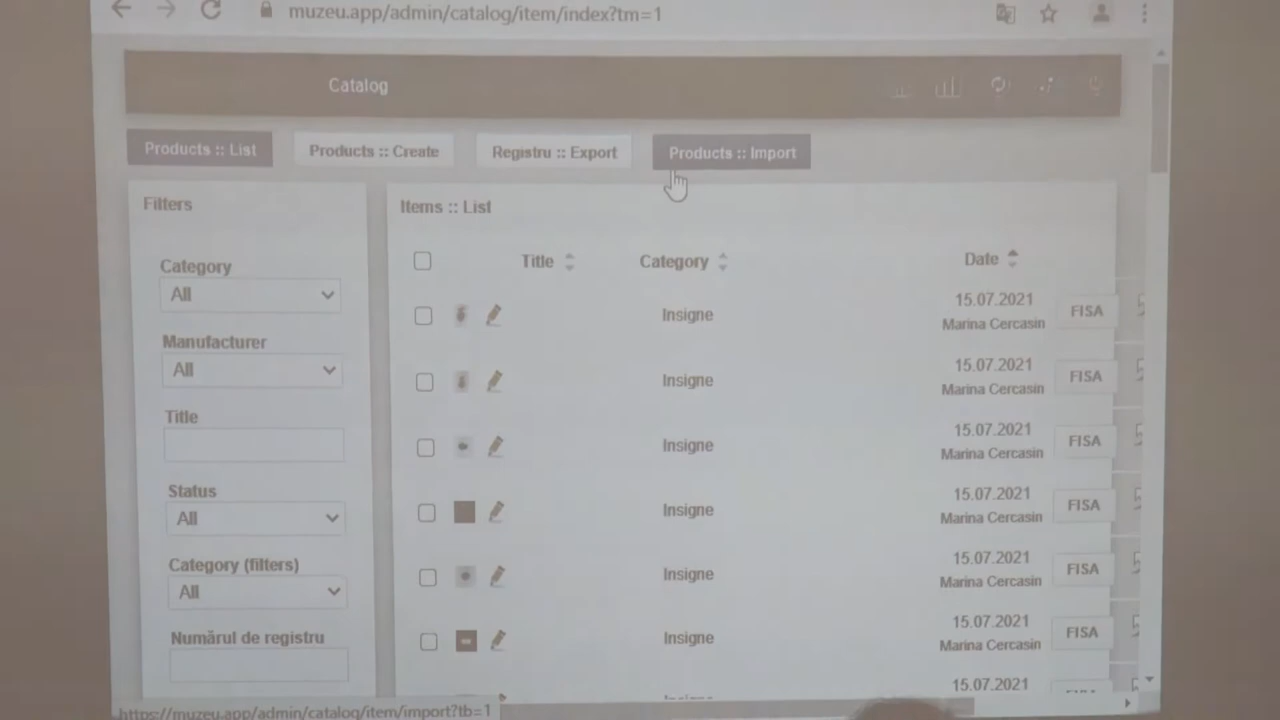 muzeu.app/admin/catalog/item/index?tm=1
Catalog
Products :: List
Products :: Create
Registru :: Export
Products :: Import
Filters
Category
All
Manufacturer
All
Title
Status
All
Category (filters)
All
Numărul de registru
Items :: List
Title
Category
Date
Insigne
15.07.2021
Marina Cercasin
FISA
Insigne
15.07.2021
Marina Cercasin
FISA
Insigne
15.07.2021
Marina Cercasin
FISA
Insigne
15.07.2021
Marina Cercasin
FISA
Insigne
15.07.2021
Marina Cercasin
FISA
Insigne
15.07.2021
Marina Cercasin
FISA
15.07.2021
https://muzeu.app/admin/catalog/item/import?tb=1